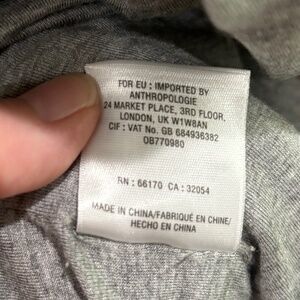 FOR EU : IMPORTED BY
ANTHROPOLOGIE
24 MARKET PLACE, 3RD FLOOR,
LONDON, UK W1W8AN
CIF : VAT No. GB 684936382
OB770980
RN : 66170 CA : 32054
MADE IN CHINA/FABRIQUÉ EN CHINE/
HECHO EN CHINA